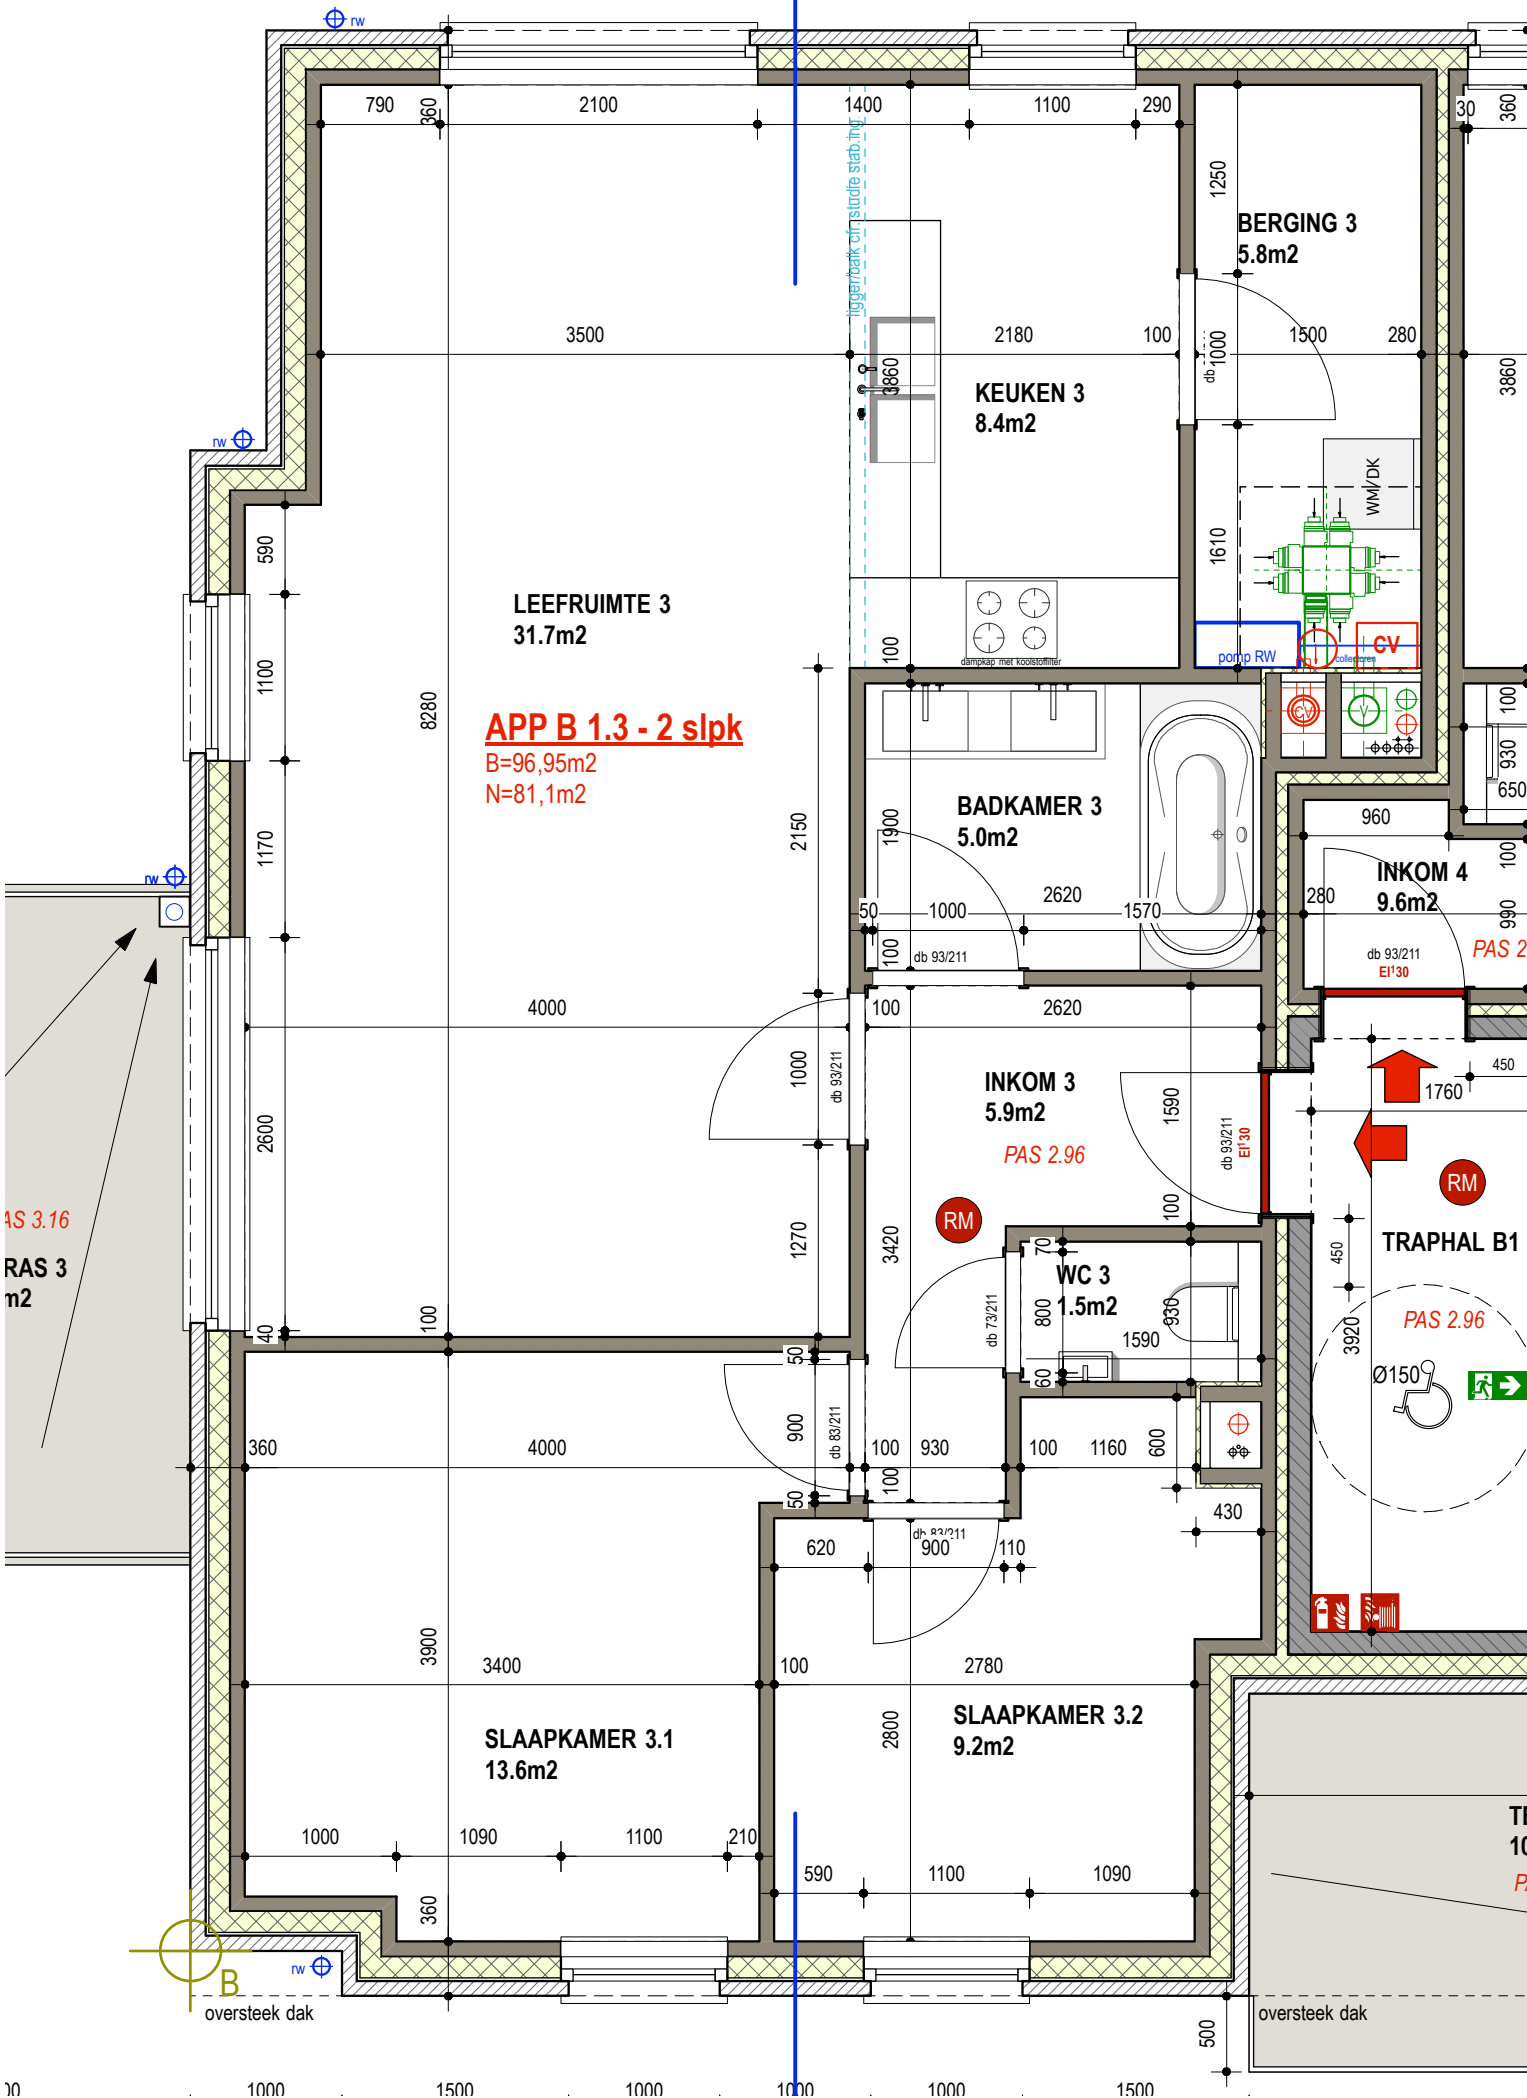 rw
790
360
2100
1400
1100
290
30
360
ligger/balk cfr. studie stab.ing
1250
BERGING 3
5.8m2
3500
2180
100
1500
280
db
1000
3860
3860
KEUKEN 3
8.4m2
rw
WM/DK
590
1610
LEEFRUIMTE 3
31.7m2
100
dampkap met koolstoffilter
pomp RW
collectoren
CV
1100
8280
APP B 1.3 - 2 slpk
B=96,95m2
N=81,1m2
CV
V
100
930
650
2150
1900
BADKAMER 3
5.0m2
960
1170
100
rw
INKOM 4
9.6m2
280
50
1000
2620
1570
990
100
db 93/211
db 93/211
EI¹30
PAS 2
4000
100
2620
1000
db 93/211
INKOM 3
5.9m2
1590
450
1760
2600
db 93/211
EI¹30
PAS 2.96
RM
AS 3.16
100
RM
1270
3420
70
TRAPHAL B1
450
RAS 3
m2
WC 3
1.5m2
800
930
db 73/211
1590
PAS 2.96
3920
40
100
50
60
Ø150
900
db 83/211
360
4000
100
930
100
1160
600
50
100
430
db 83/211
620
900
110
3900
3400
100
2780
SLAAPKAMER 3.1
13.6m2
2800
SLAAPKAMER 3.2
9.2m2
1000
1090
1100
210
590
1100
1090
360
TE
10
PA
B
rw
oversteek dak
oversteek dak
500
00
1000
1500
1000
1000
1000
1500